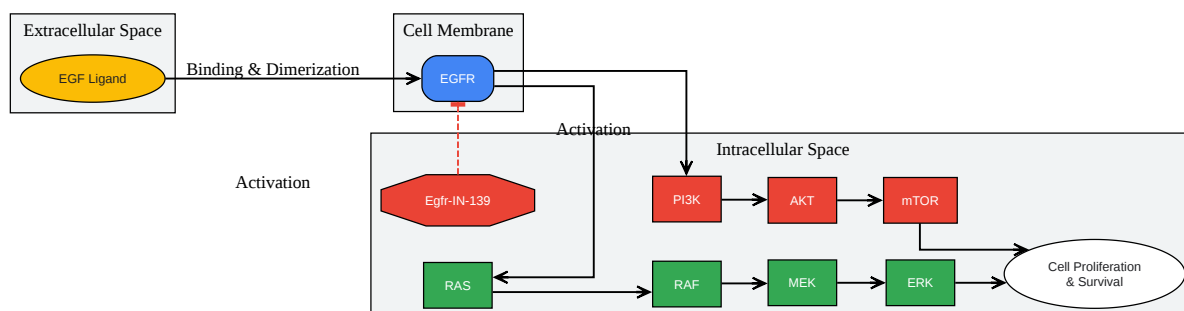 Extracellular Space
Cell Membrane
EGF Ligand
Binding & Dimerization
EGFR
Activation
Intracellular Space
Activation
Egfr-IN-139
PI3K
AKT
mTOR
RAS
RAF
MEK
ERK
Cell Proliferation
& Survival